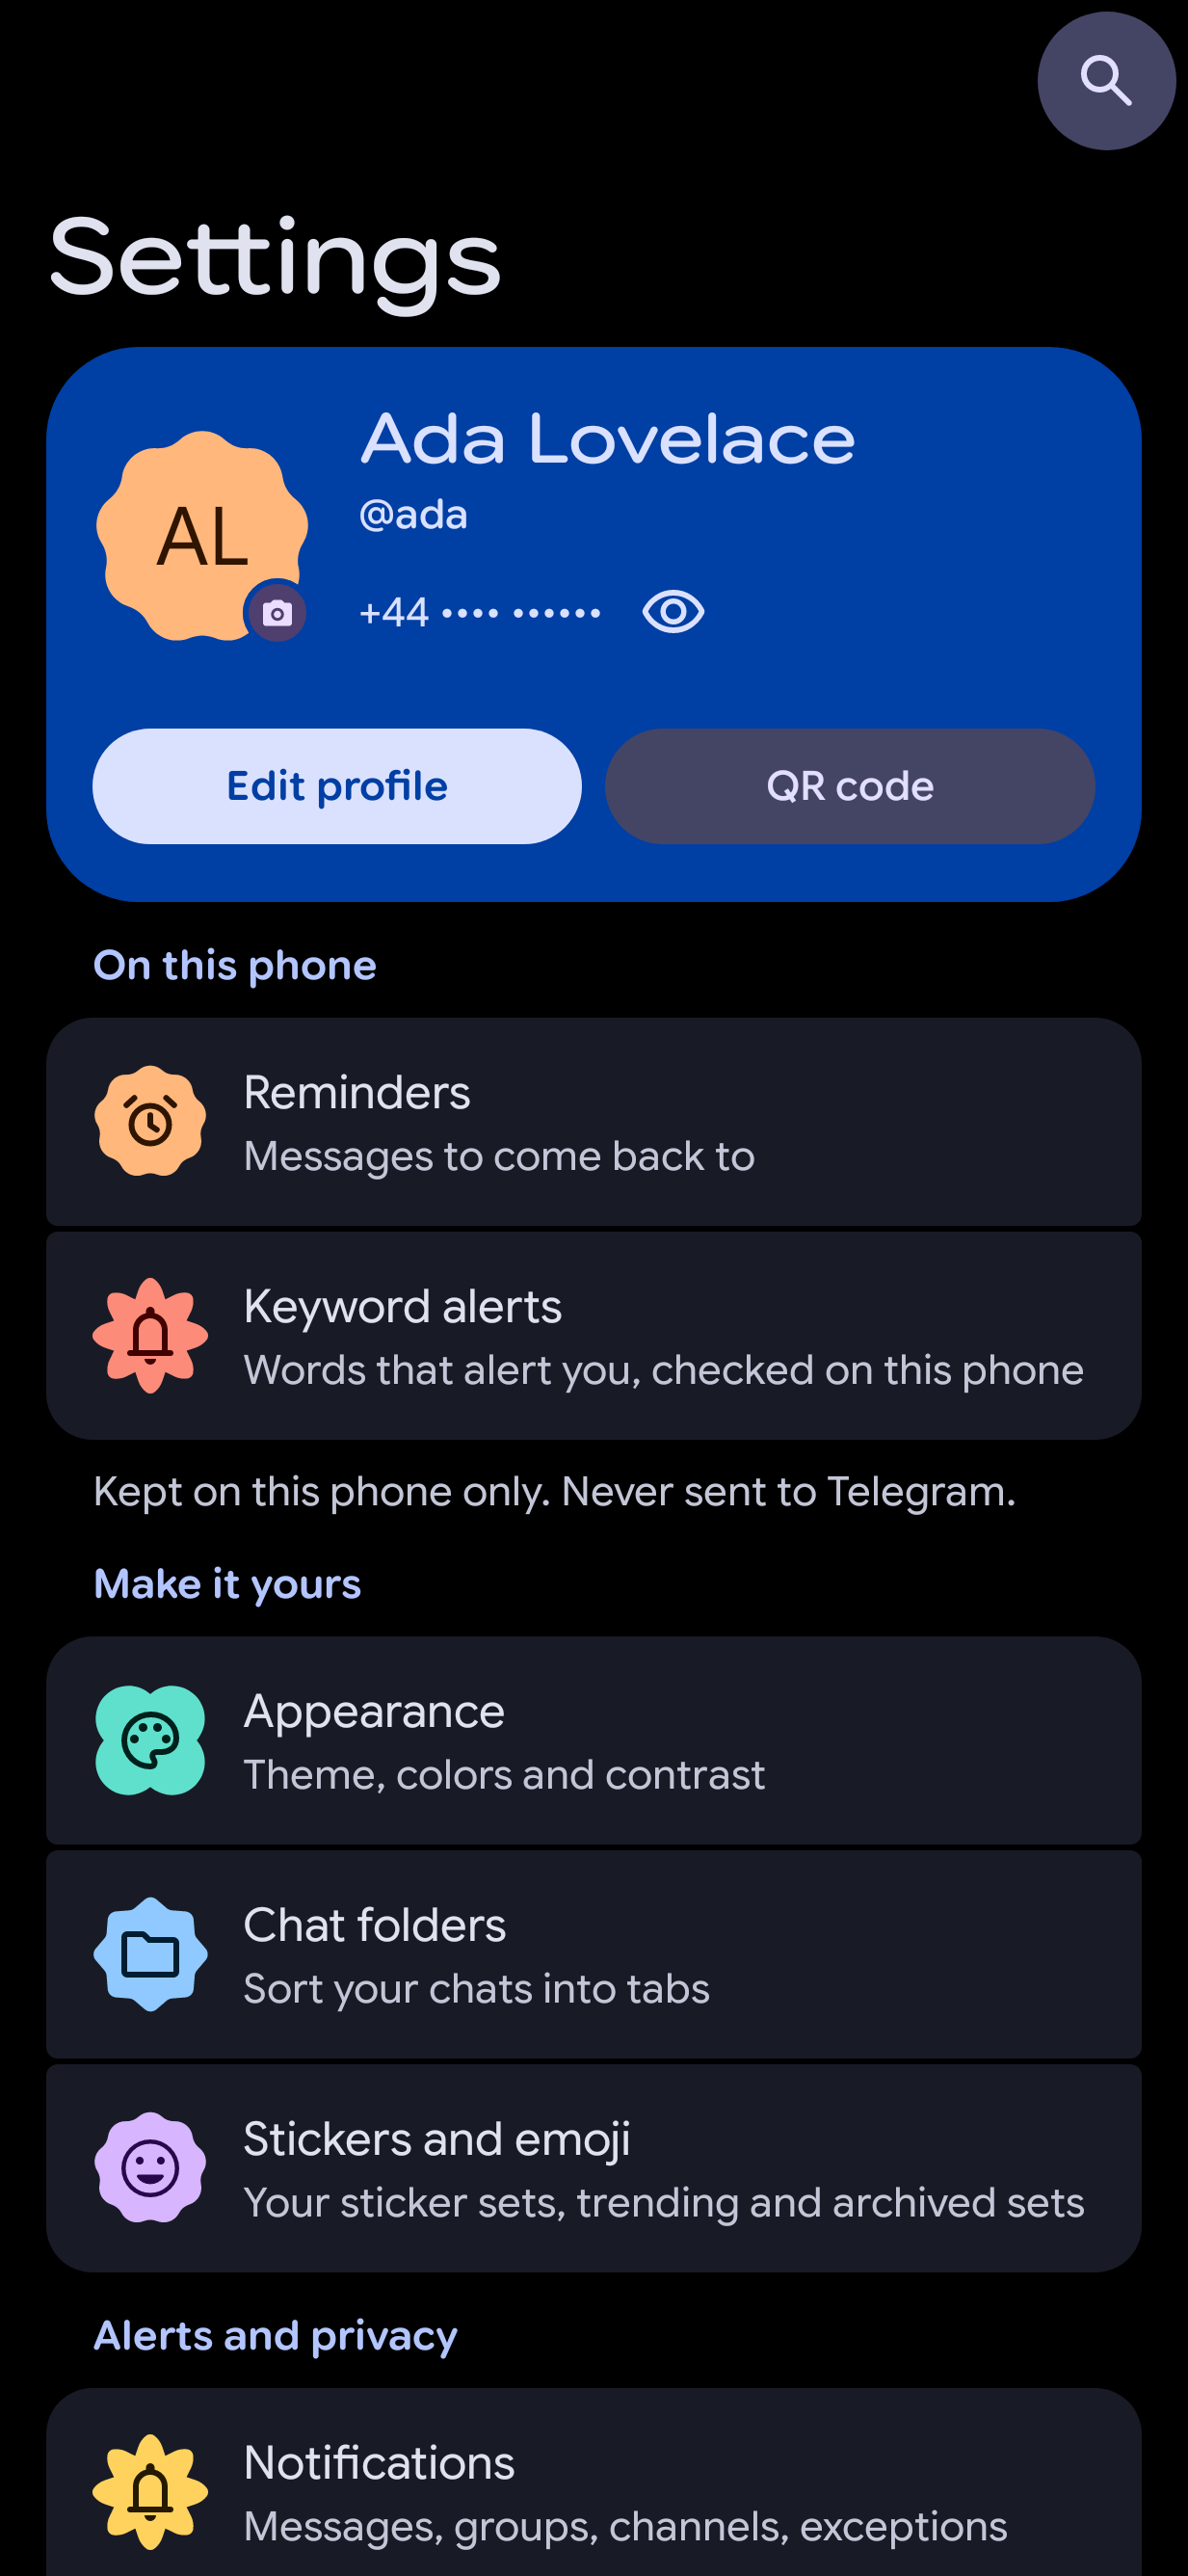 Settings
Ada Lovelace
@ada
AL
+44 •••• ••••••
Edit profile
QR code
On this phone
Reminders
Messages to come back to
Keyword alerts
Words that alert you, checked on this phone
Kept on this phone only. Never sent to Telegram.
Make it yours
Appearance
Theme, colors and contrast
Chat folders
Sort your chats into tabs
Stickers and emoji
Your sticker sets, trending and archived sets
Alerts and privacy
Notifications
Messages, groups, channels, exceptions